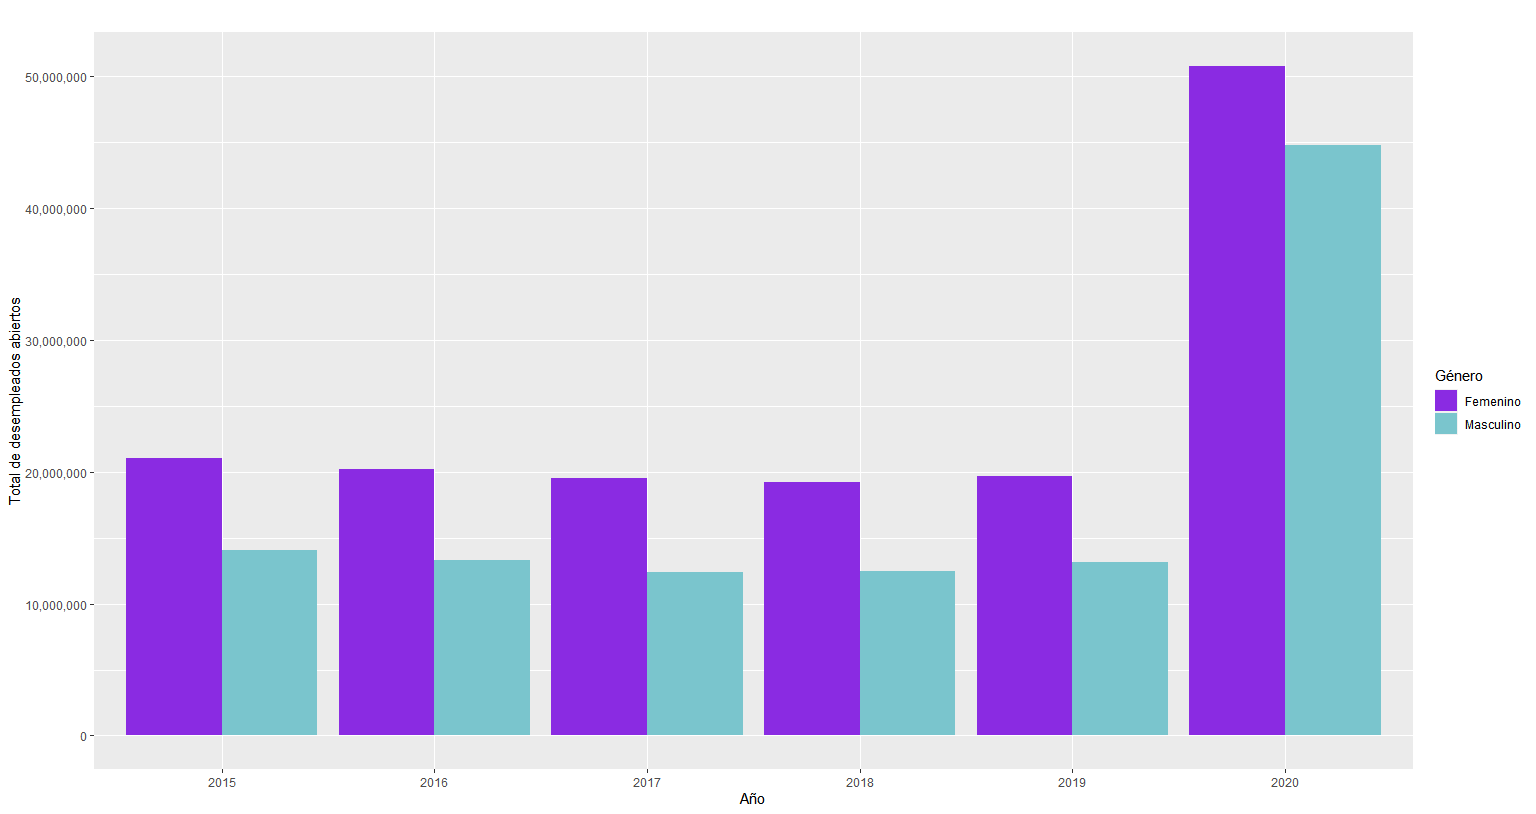 50,000,000
40,000,000
30,000,000
20,000,000
10,000,000
0
Total de desempleados abiertos
2015 2016 2017 2018 2019 2020
Año
Género
Femenino
Masculino